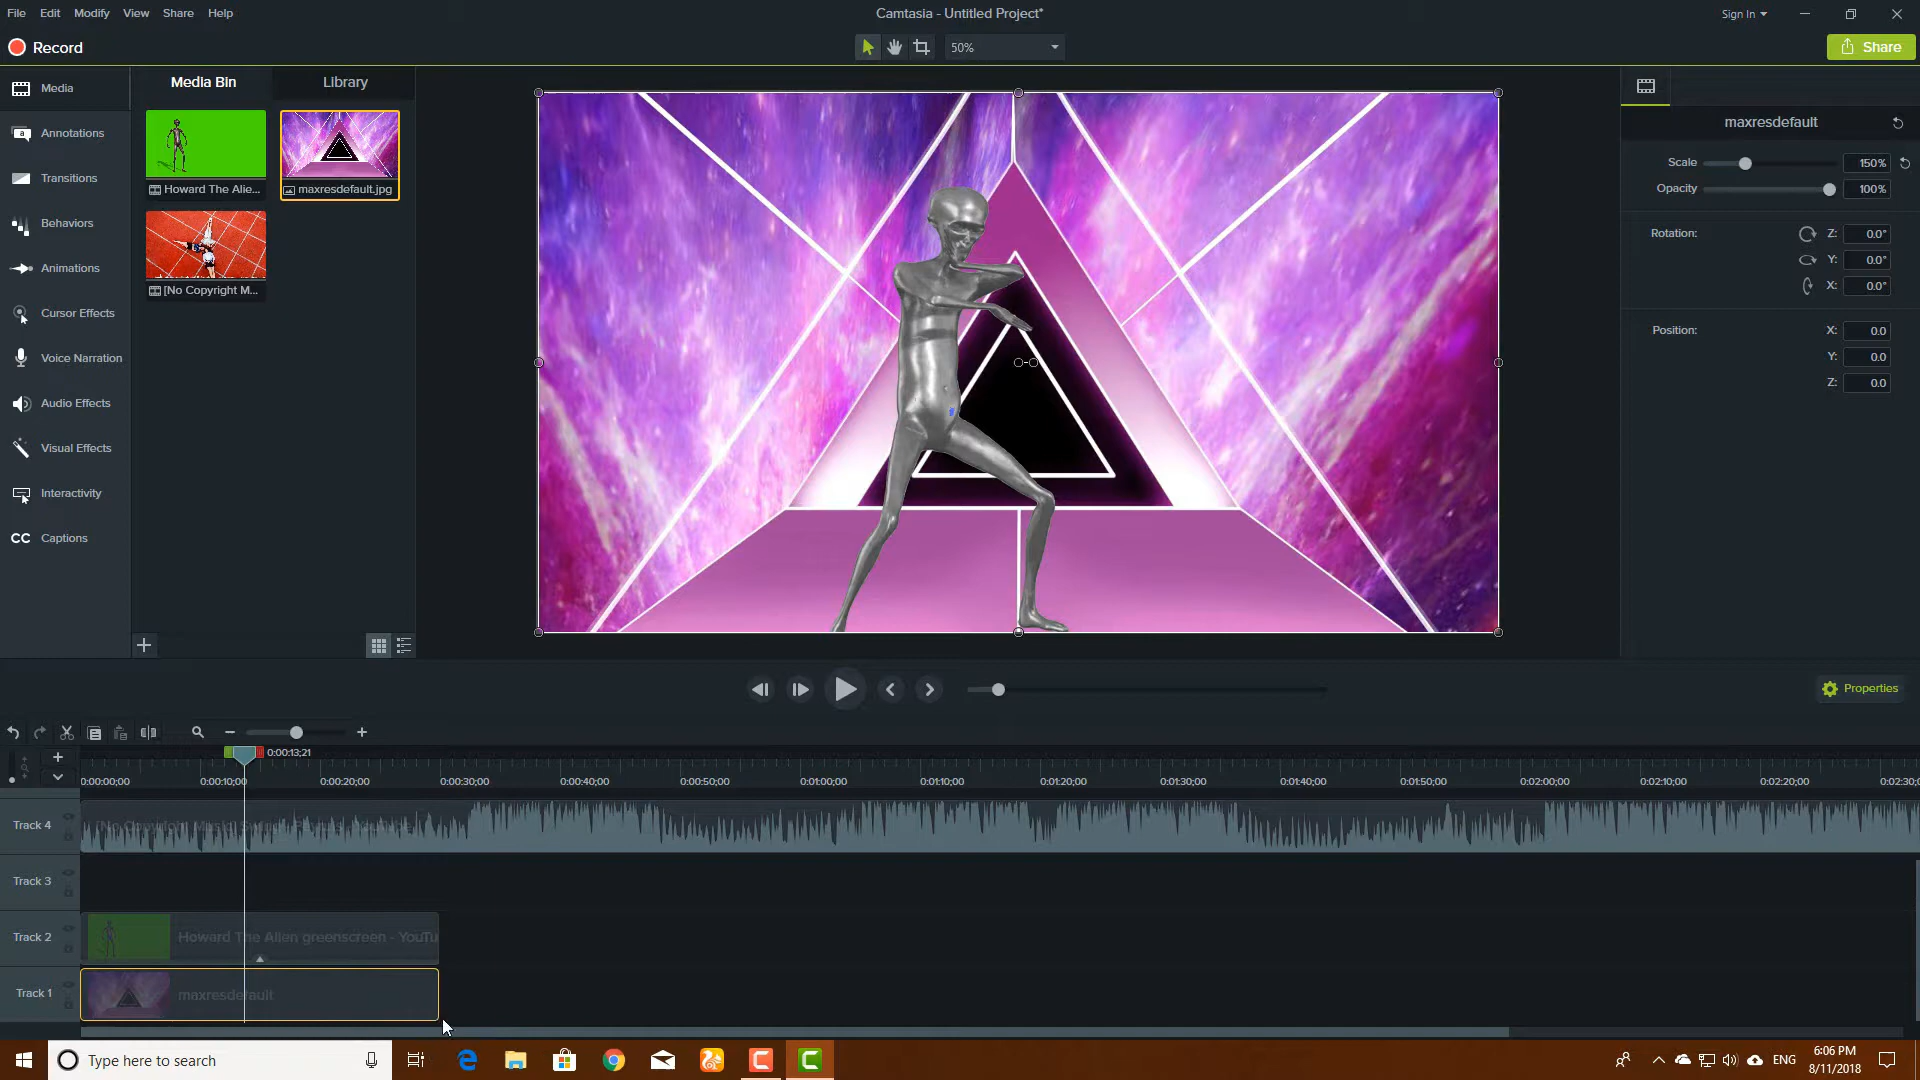 File Edit Modify View Share Help
Camtasia - Untitled Project*
Sign In
Record
50%
Share
Media
Annotations
Transitions
Behaviors
Animations
Cursor Effects
Voice Narration
Audio Effects
Visual Effects
Interactivity
CC Captions
Media Bin
Library
Howard The Alie...
maxresdefault.jpg
[No Copyright M...
maxresdefault
Scale 150%
Opacity 100%
Rotation: Z: 0.0°
Y: 0.0°
X: 0.0°
Position: X: 0.0
Y: 0.0
Z: 0.0
Properties
0:00:13;21
0:00:00;00 0:00:10;00 0:00:20;00 0:00:30;00 0:00:40;00 0:00:50;00 0:01:00;00 0:01:10;00 0:01:20;00 0:01:30;00 0:01:40;00 0:01:50;00 0:02:00;00 0:02:10;00 0:02:20;00 0:02:30;0
Track 4
[No Copyright Music]
Track 3
Track 2
Howard The Alien greenscreen - YouTu
Track 1
maxresdefault
Type here to search
ENG
6:06 PM
8/11/2018